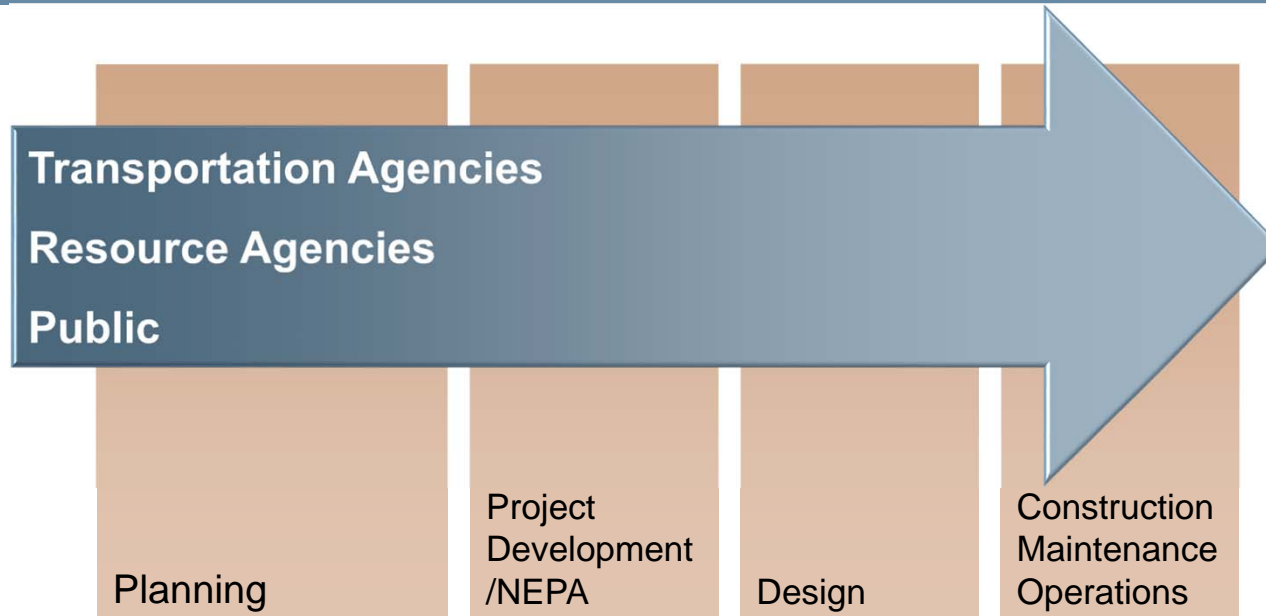 Transportation Agencies
Resource Agencies
Public
Planning
Project
Development
/NEPA
Design
Construction
Maintenance
Operations